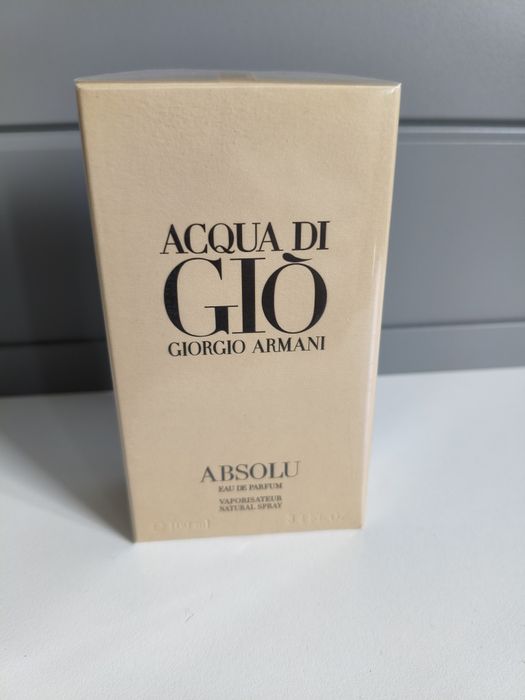 ACQUA DI
GIÒ
GIORGIO ARMANI
ABSOLU
EAU DE PARFUM
VAPORISATEUR
NATURAL SPRAY